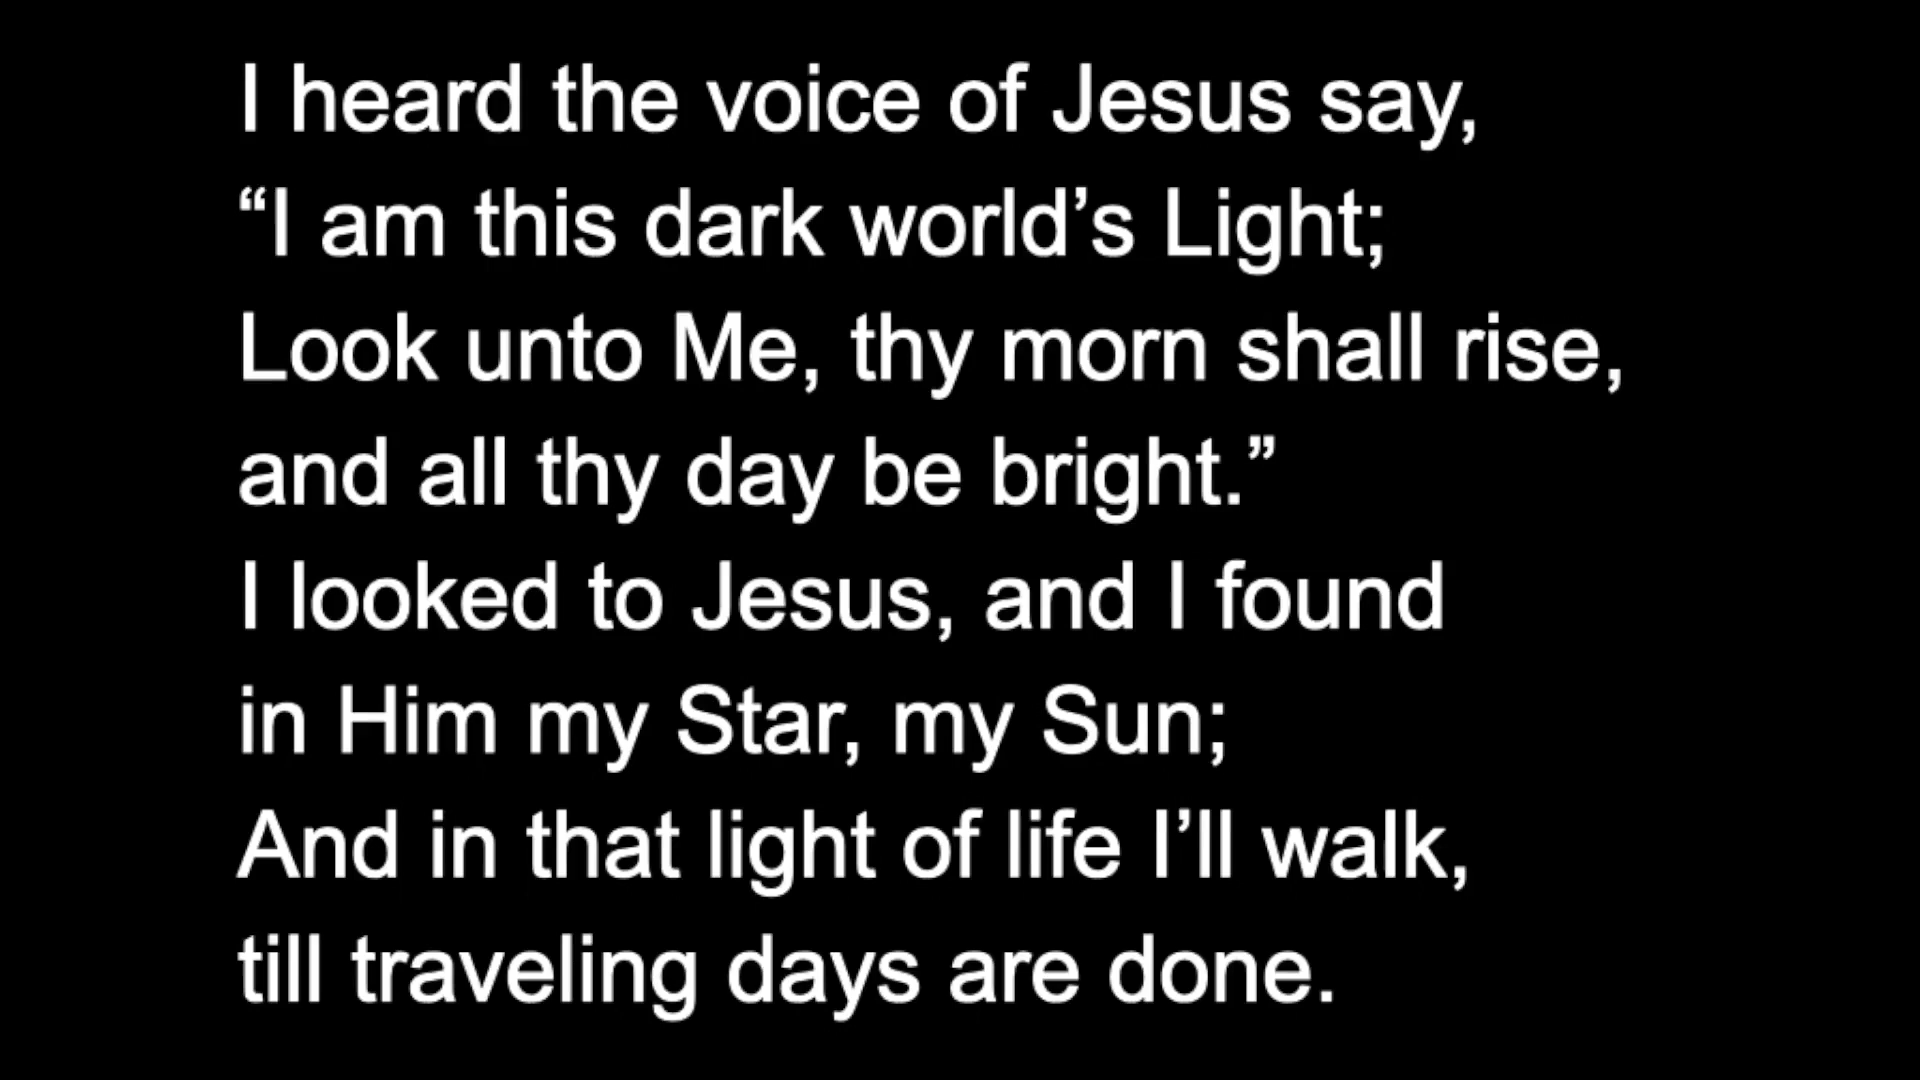 I heard the voice of Jesus say,
“I am this dark world’s Light;
Look unto Me, thy morn shall rise,
and all thy day be bright.”
I looked to Jesus, and I found
in Him my Star, my Sun;
And in that light of life I’ll walk,
till traveling days are done.